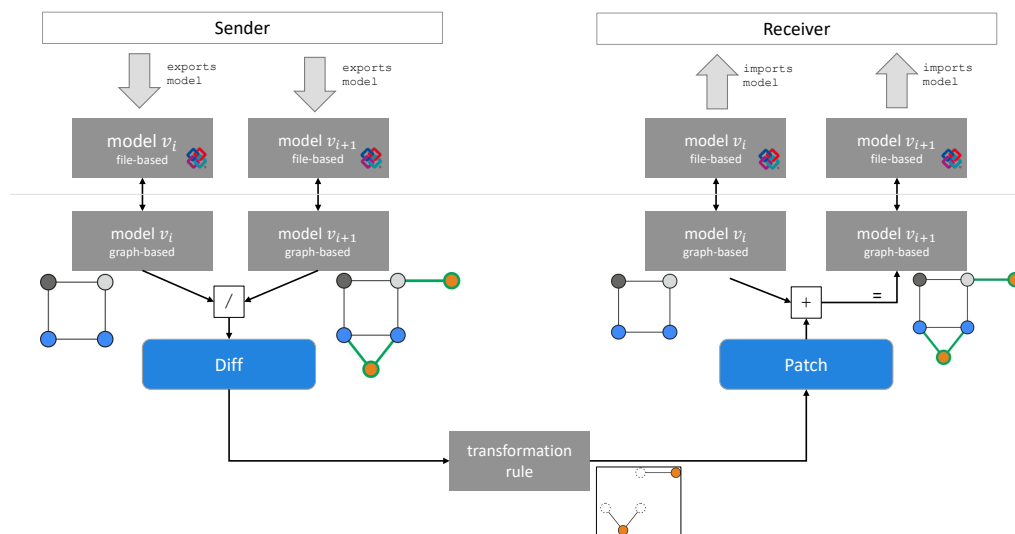 Sender
Receiver
exports
model
exports
model
imports
model
imports
model
model vᵢ
file-based
model vᵢ₊₁
file-based
model vᵢ
file-based
model vᵢ₊₁
file-based
model vᵢ
graph-based
model vᵢ₊₁
graph-based
model vᵢ
graph-based
model vᵢ₊₁
graph-based
/
+
=
Diff
Patch
transformation
rule